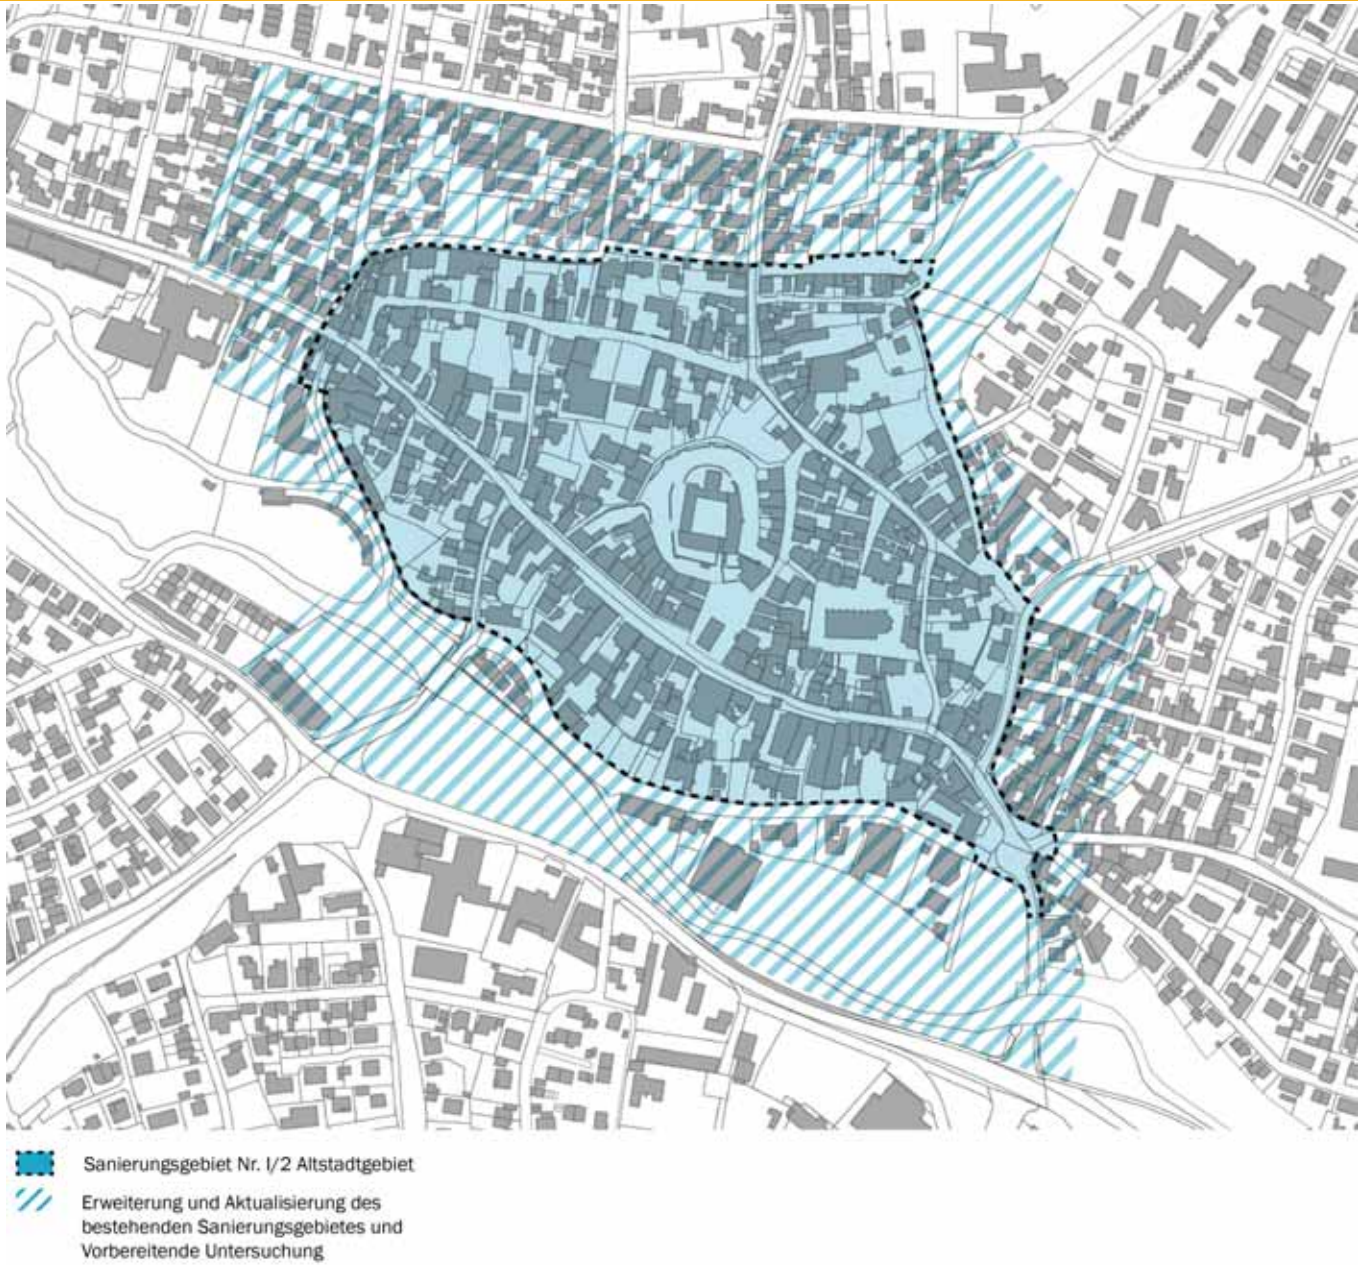 Sanierungsgebiet Nr. I/2 Altstadtgebiet
Erweiterung und Aktualisierung des
bestehenden Sanierungsgebietes und
Vorbereitende Untersuchung